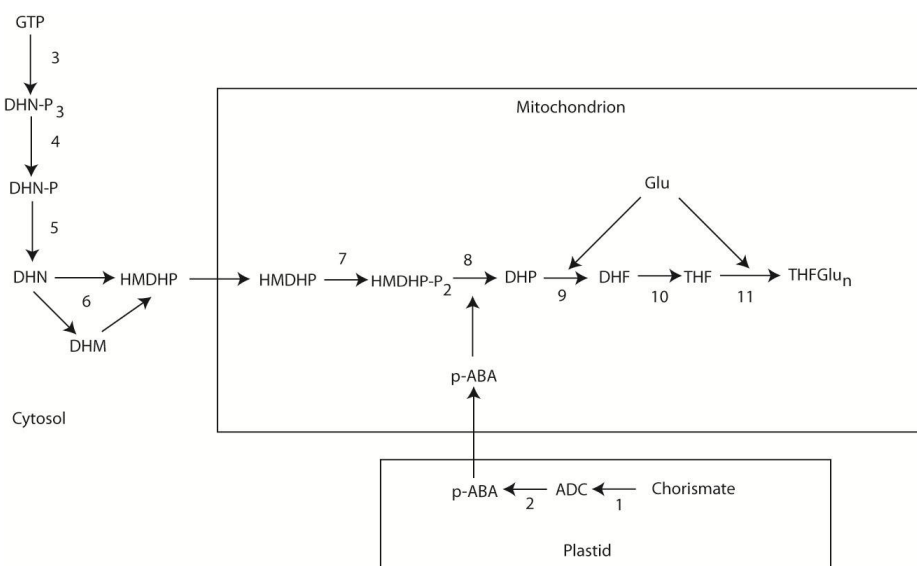 GTP
3
DHN-P3
4
DHN-P
5
DHN
HMDHP
6
DHM
Cytosol
Mitochondrion
Glu
HMDHP
7
HMDHP-P2
8
DHP
9
DHF
10
THF
11
THFGlun
p-ABA
p-ABA
2
ADC
1
Chorismate
Plastid